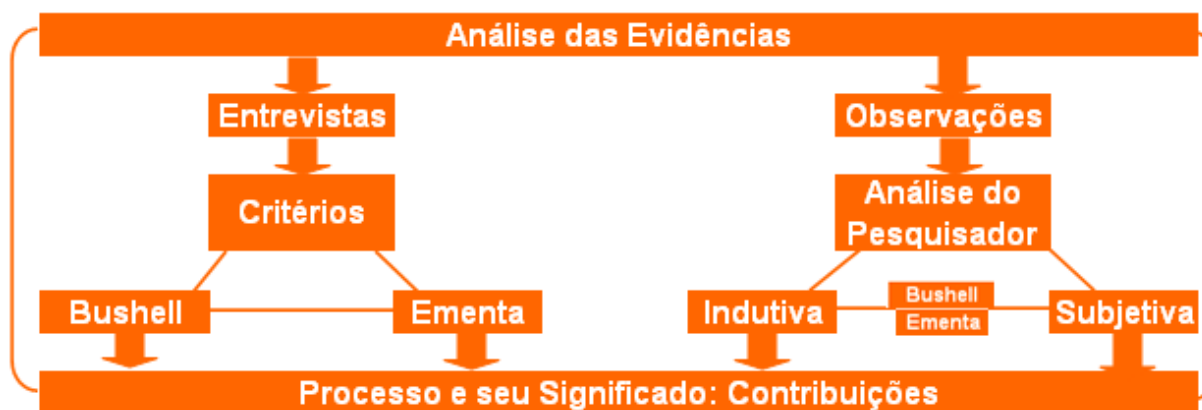 Análise das Evidências
Entrevistas
Observações
Critérios
Análise do
Pesquisador
Bushell
Ementa
Indutiva
Bushell
Ementa
Subjetiva
Processo e seu Significado: Contribuições